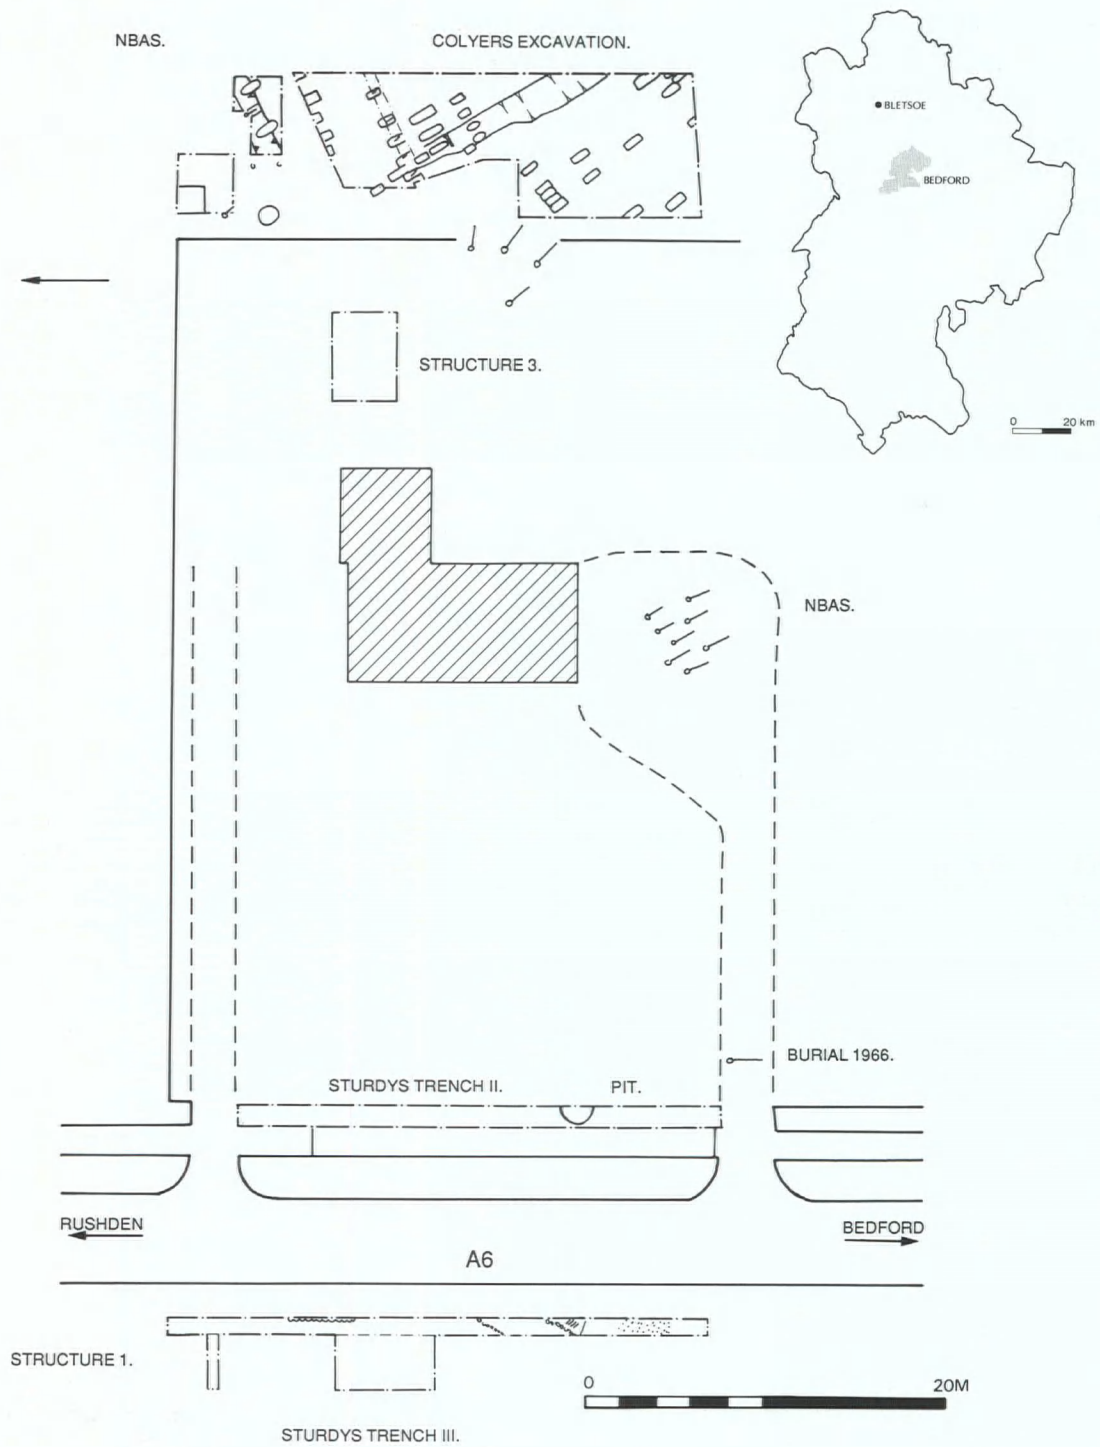 NBAS.
COLYERS EXCAVATION.
BLETSOE
BEDFORD
0 20 km
STRUCTURE 3.
NBAS.
BURIAL 1966.
STURDYS TRENCH II.
PIT.
RUSHDEN
BEDFORD
A6
STRUCTURE 1.
0 20M
STURDYS TRENCH III.